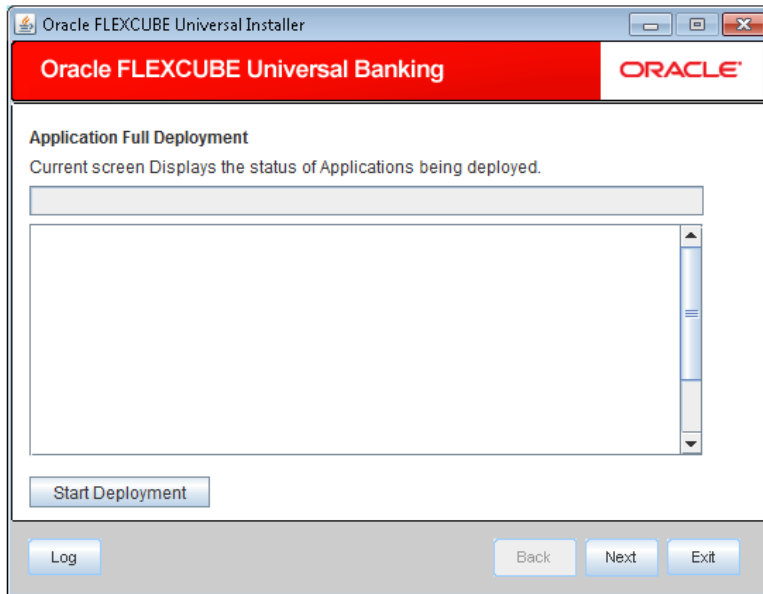 Oracle FLEXCUBE Universal Installer
Oracle FLEXCUBE Universal Banking
ORACLE®
Application Full Deployment
Current screen Displays the status of Applications being deployed.
Start Deployment
Log
Back
Next
Exit